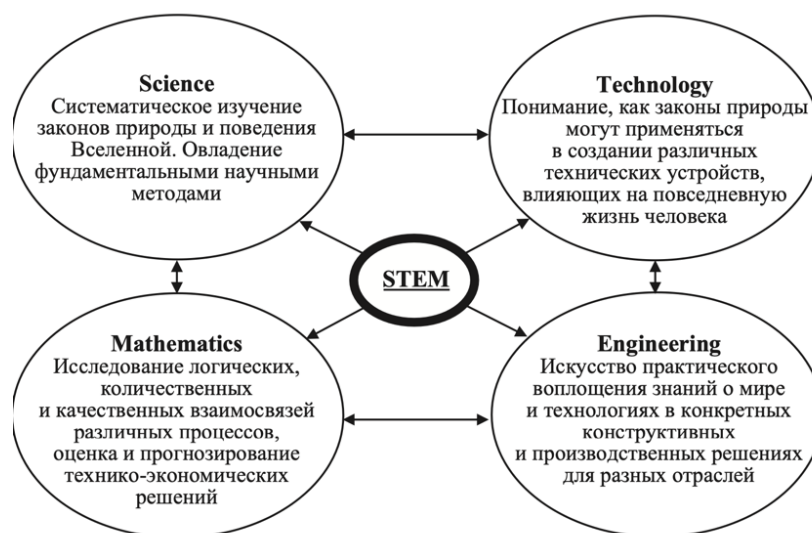 Science
Систематическое изучение
законов природы и поведения
Вселенной. Овладение
фундаментальными научными
методами
Technology
Понимание, как законы природы
могут применяться
в создании различных
технических устройств,
влияющих на повседневную
жизнь человека
STEM
Mathematics
Исследование логических,
количественных
и качественных взаимосвязей
различных процессов,
оценка и прогнозирование
технико-экономических
решений
Engineering
Искусство практического
воплощения знаний о мире
и технологиях в конкретных
конструктивных
и производственных решениях
для разных отраслей